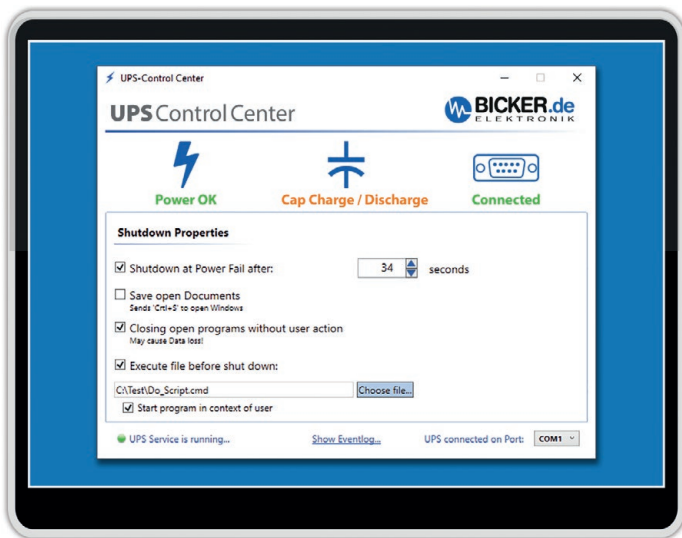 UPS-Control Center
UPS Control Center
BICKER.de
ELEKTRONIK
Power OK
Cap Charge / Discharge
Connected
Shutdown Properties
Shutdown at Power Fail after: 34 seconds
Save open Documents
Sends 'Crtl+S' to open Windows
Closing open programs without user action
May cause Data loss!
Execute file before shut down:
C:\Test\Do_Script.cmd Choose file...
Start program in context of user
UPS Service is running... Show Eventlog... UPS connected on Port: COM1